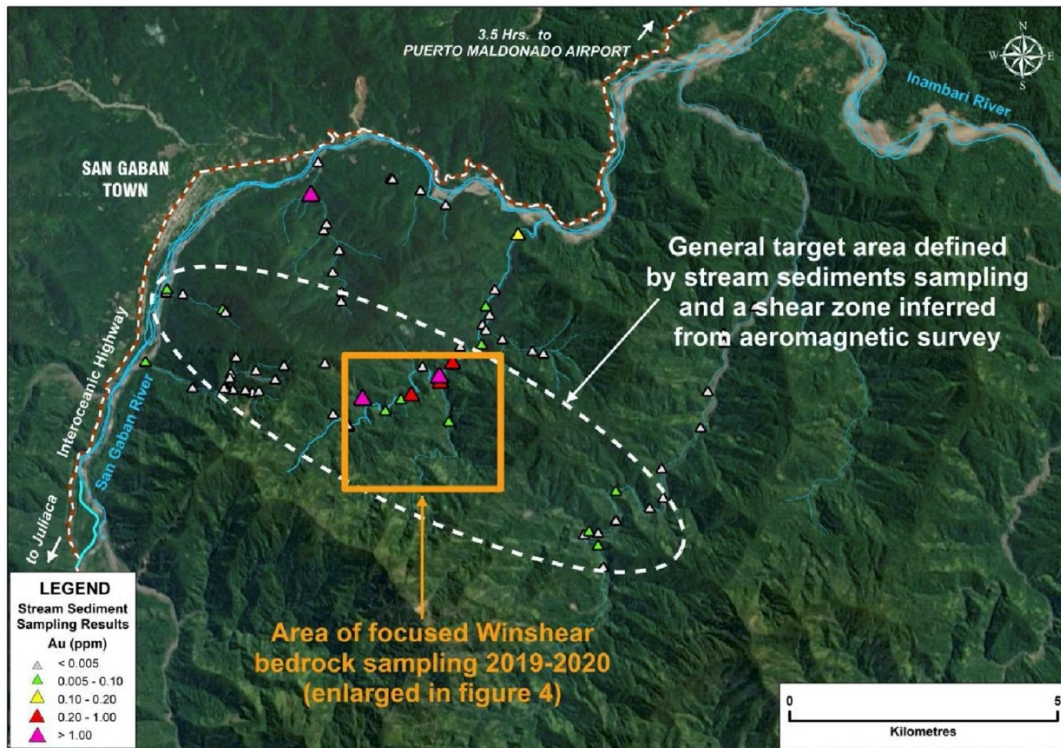 3.5 Hrs. to
PUERTO MALDONADO AIRPORT
N
W E
S
Inambari River
SAN GABAN
TOWN
General target area defined
by stream sediments sampling
and a shear zone inferred
from aeromagnetic survey
Interoceanic Highway
San Gaban River
to Juliaca
Area of focused Winshear
bedrock sampling 2019-2020
(enlarged in figure 4)
LEGEND
Stream Sediment
Sampling Results
Au (ppm)
< 0.005
0.005 - 0.10
0.10 - 0.20
0.20 - 1.00
> 1.00
0 5
Kilometres